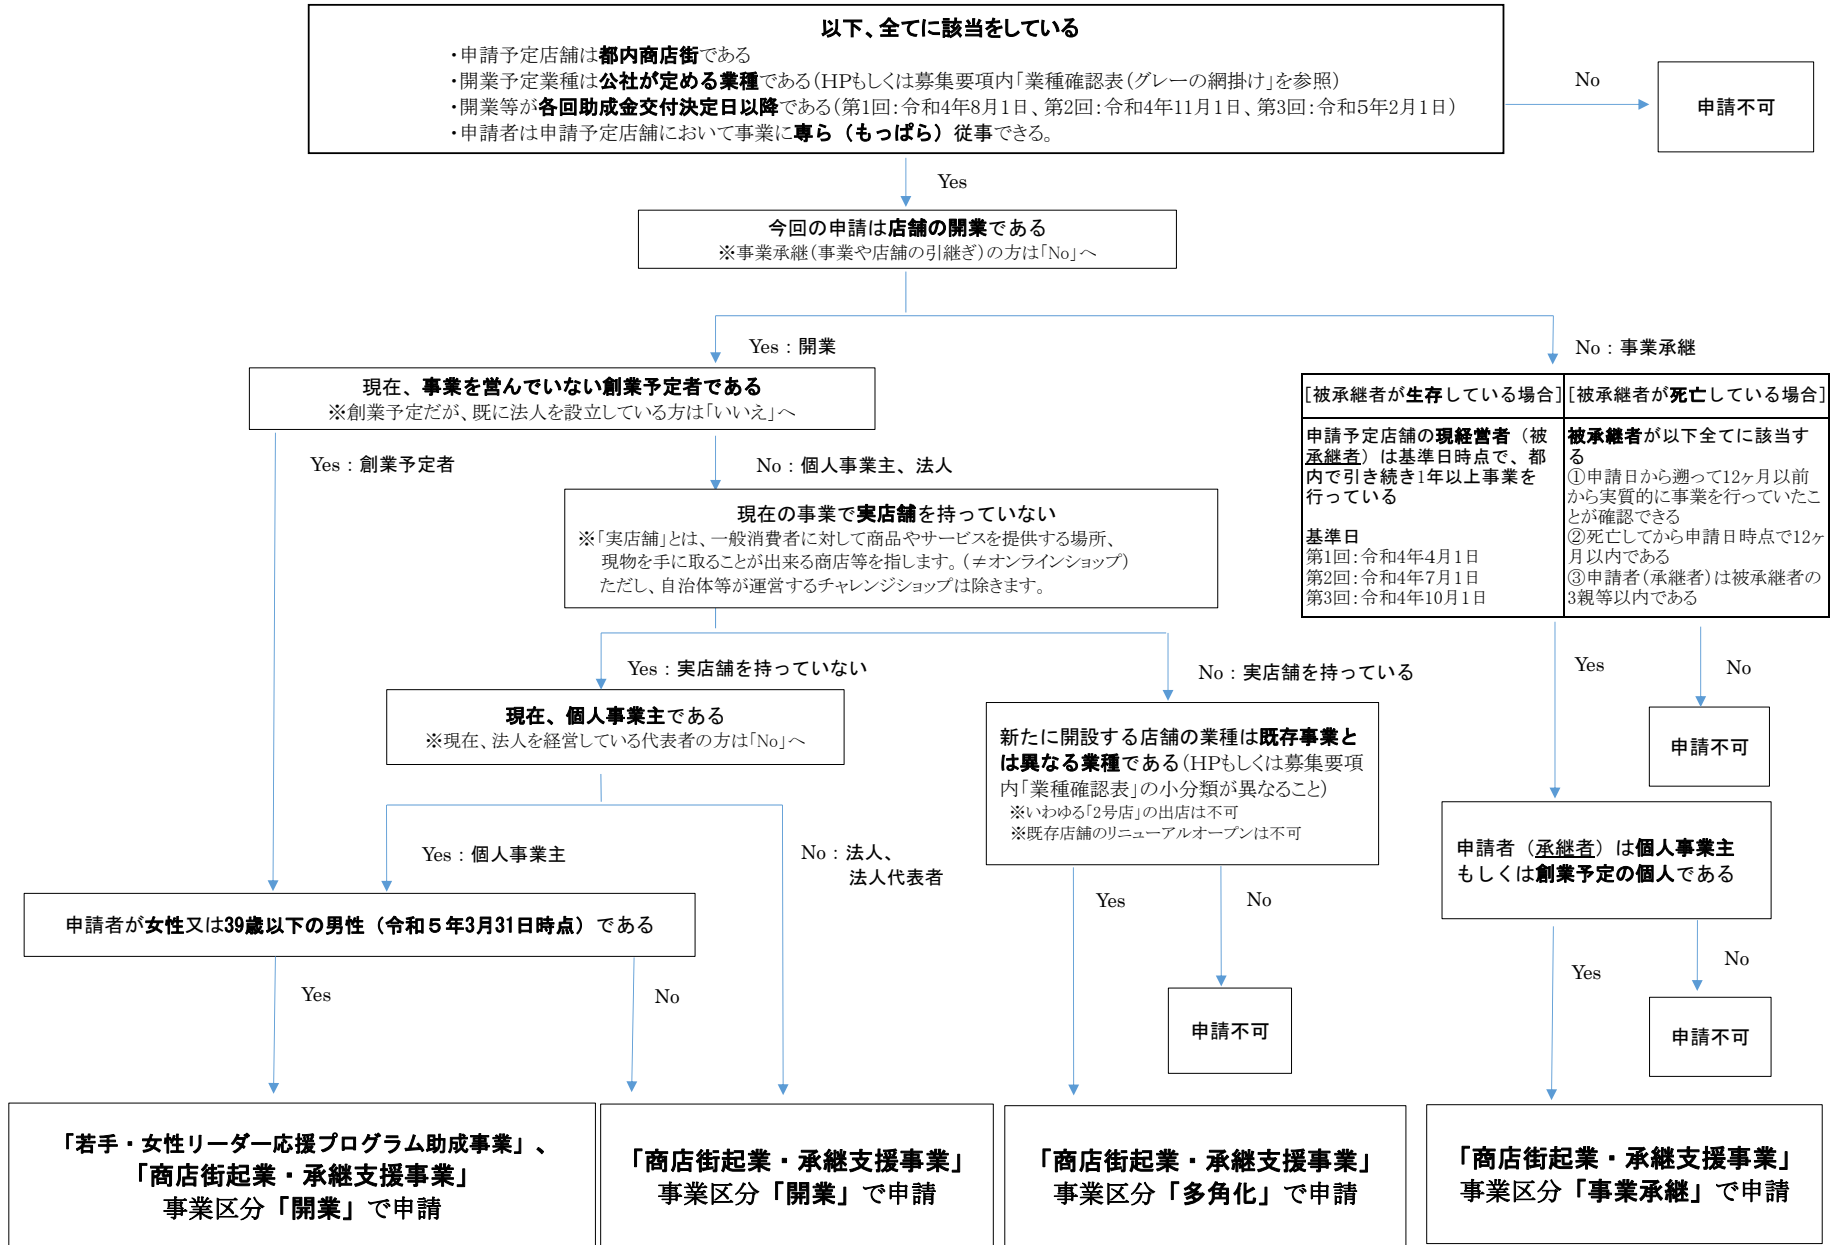 以下、全てに該当をしている
・申請予定店舗は都内商店街である
・開業予定業種は公社が定める業種である(HPもしくは募集要項内「業種確認表(グレーの網掛け」を参照)
・開業等が各回助成金交付決定日以降である(第1回:令和4年8月1日、第2回:令和4年11月1日、第3回:令和5年2月1日)
・申請者は申請予定店舗において事業に専ら（もっぱら）従事できる。
No
申請不可
Yes
今回の申請は店舗の開業である
※事業承継(事業や店舗の引継ぎ)の方は「No」へ
Yes：開業
No：事業承継
現在、事業を営んでいない創業予定者である
※創業予定だが、既に法人を設立している方は「いいえ」へ
[被承継者が生存している場合]
申請予定店舗の現経営者（被
承継者）は基準日時点で、都
内で引き続き1年以上事業を
行っている
基準日
第1回:令和4年4月1日
第2回:令和4年7月1日
第3回:令和4年10月1日
[被承継者が死亡している場合]
被承継者が以下全てに該当す
る
①申請日から遡って12ヶ月以前
から実質的に事業を行っていたこ
とが確認できる
②死亡してから申請日時点で12ヶ
月以内である
③申請者(承継者)は被承継者の
3親等以内である
Yes：創業予定者
No：個人事業主、法人
現在の事業で実店舗を持っていない
※「実店舗」とは、一般消費者に対して商品やサービスを提供する場所、
現物を手に取ることが出来る商店等を指します。(≠オンラインショップ)
ただし、自治体等が運営するチャレンジショップは除きます。
Yes：実店舗を持っていない
No：実店舗を持っている
Yes
No
申請不可
現在、個人事業主である
※現在、法人を経営している代表者の方は「No」へ
新たに開設する店舗の業種は既存事業と
は異なる業種である(HPもしくは募集要項
内「業種確認表」の小分類が異なること)
※いわゆる「2号店」の出店は不可
※既存店舗のリニューアルオープンは不可
申請者（承継者）は個人事業主
もしくは創業予定の個人である
Yes：個人事業主
No：法人、
法人代表者
Yes
No
申請不可
Yes
No
申請不可
申請者が女性又は39歳以下の男性（令和５年3月31日時点）である
Yes
No
「若手・女性リーダー応援プログラム助成事業」、
「商店街起業・承継支援事業」
事業区分「開業」で申請
「商店街起業・承継支援事業」
事業区分「開業」で申請
「商店街起業・承継支援事業」
事業区分「多角化」で申請
「商店街起業・承継支援事業」
事業区分「事業承継」で申請